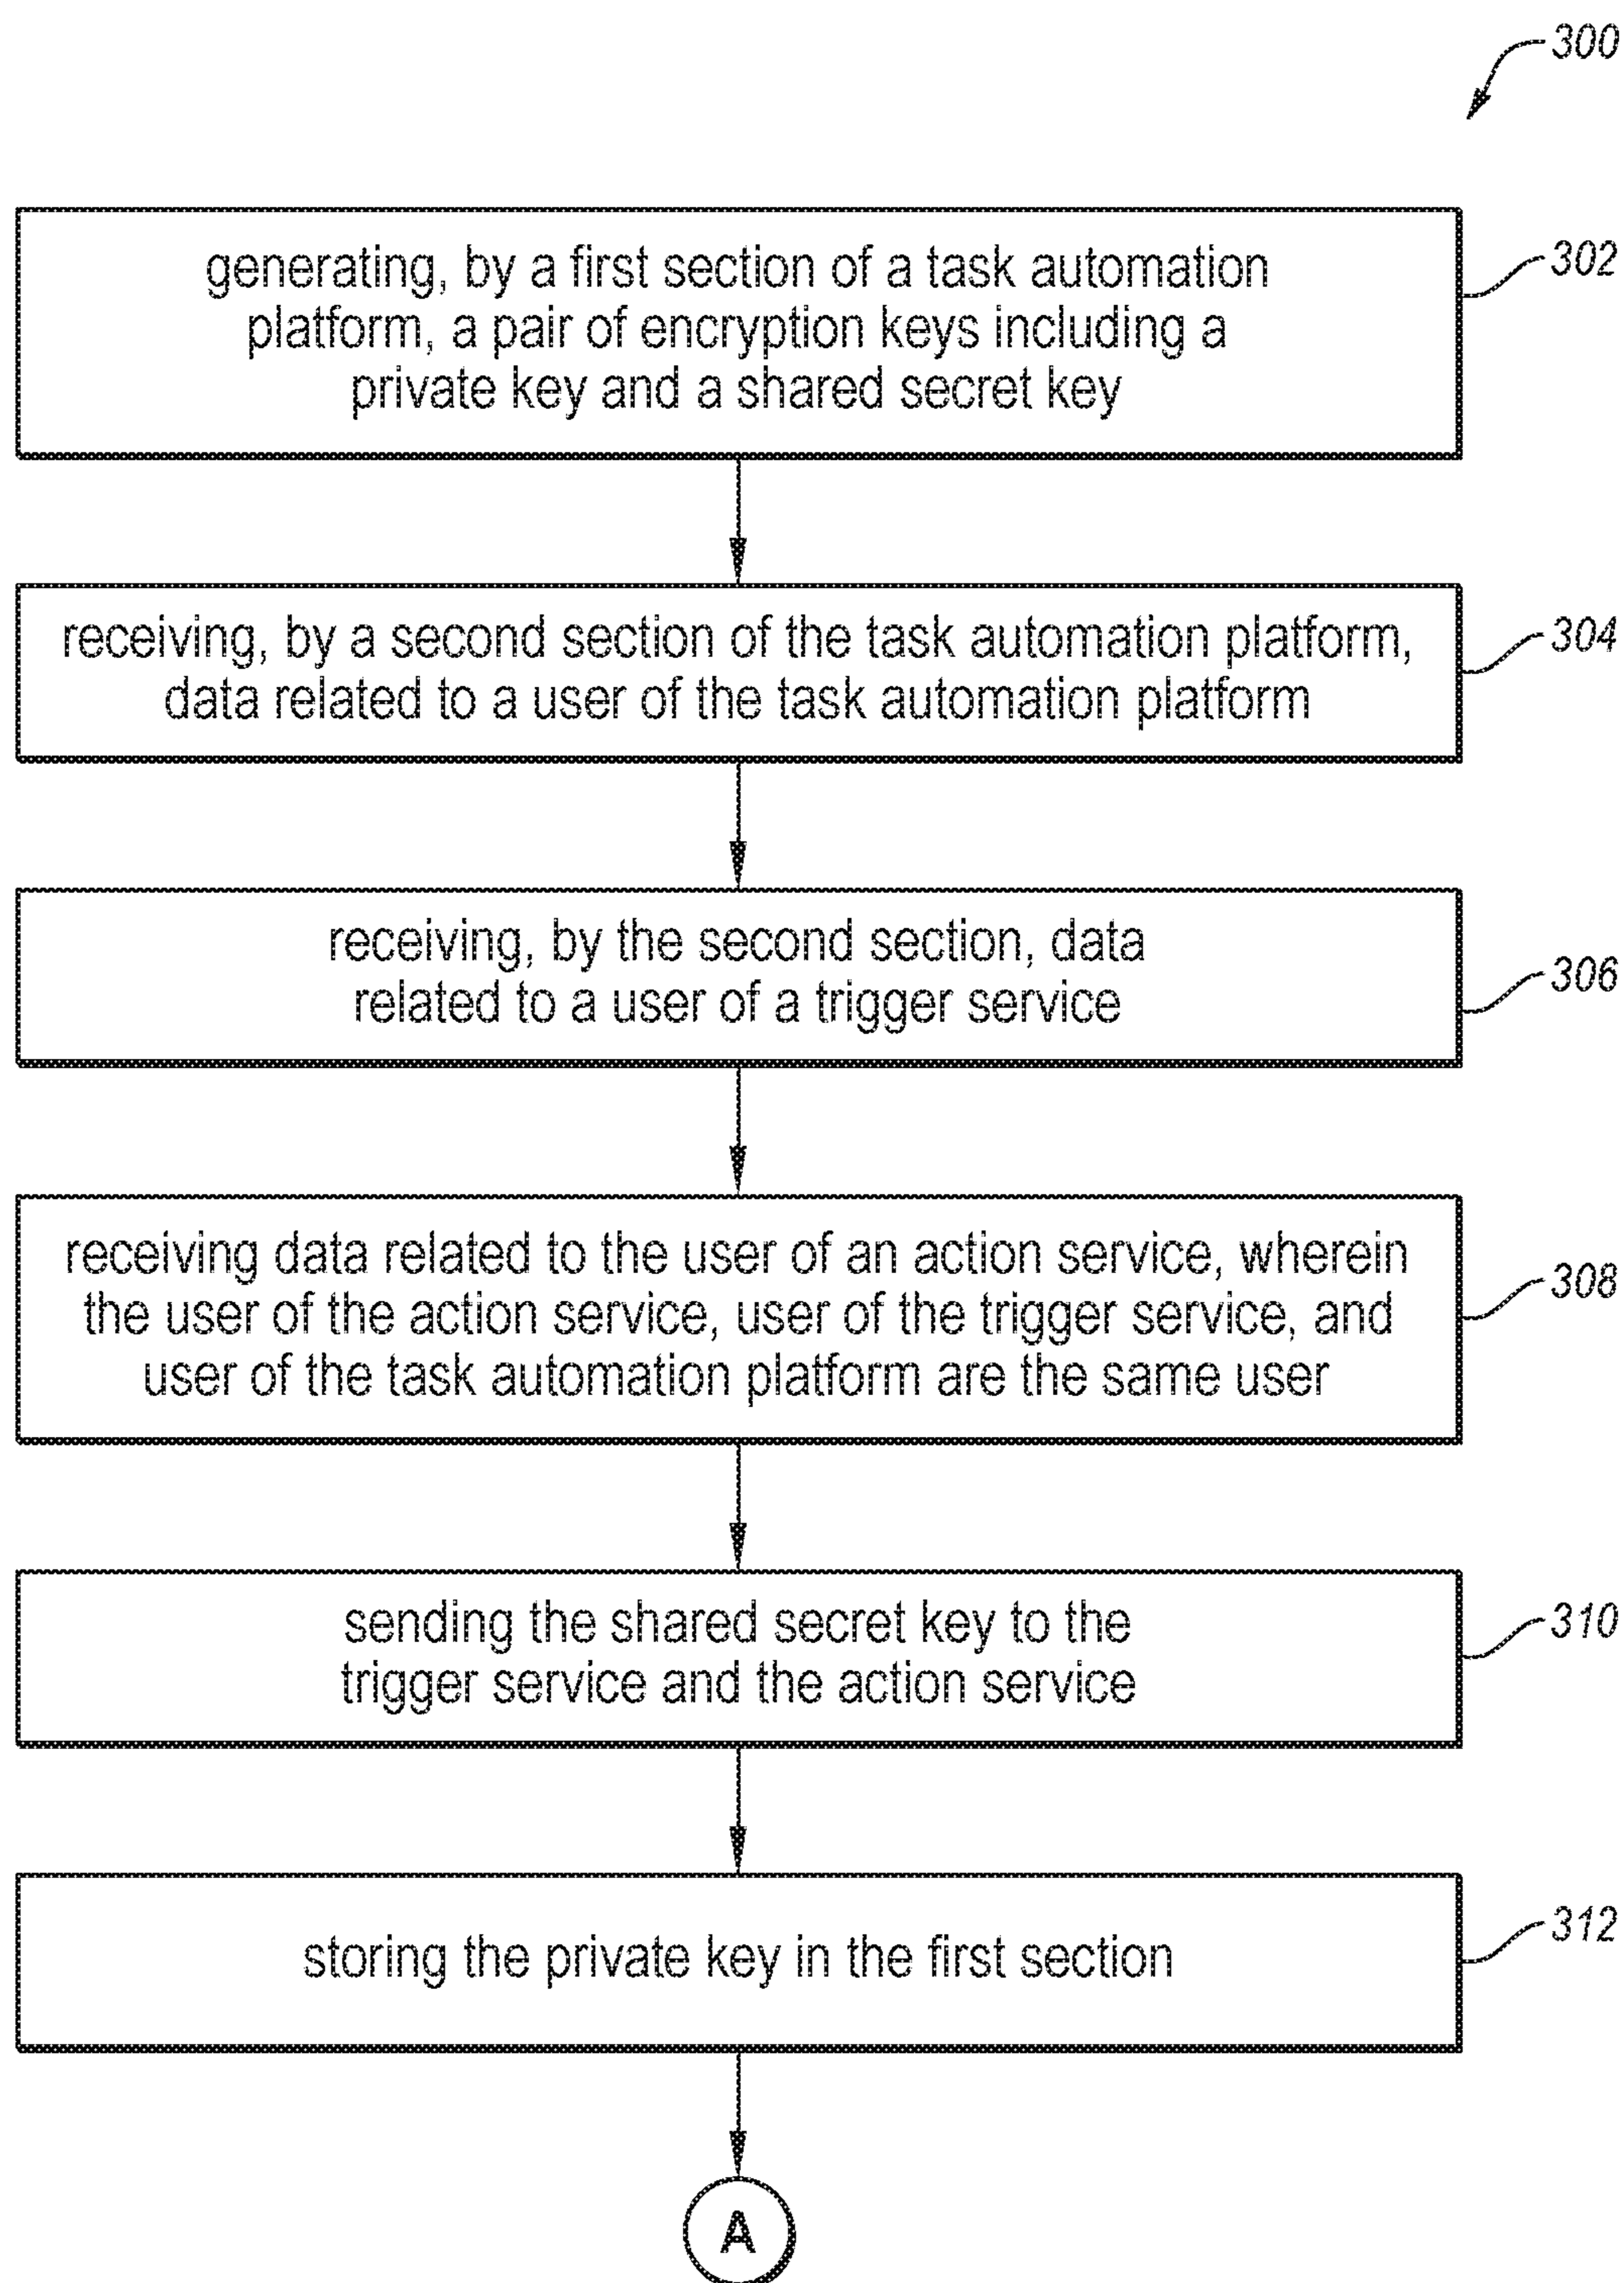 300
generating, by a first section of a task automation
platform, a pair of encryption keys including a
private key and a shared secret key
302
receiving, by a second section of the task automation platform,
data related to a user of the task automation platform
304
receiving, by the second section, data
related to a user of a trigger service
306
receiving data related to the user of an action service, wherein
the user of the action service, user of the trigger service, and
user of the task automation platform are the same user
308
sending the shared secret key to the
trigger service and the action service
310
storing the private key in the first section
312
A